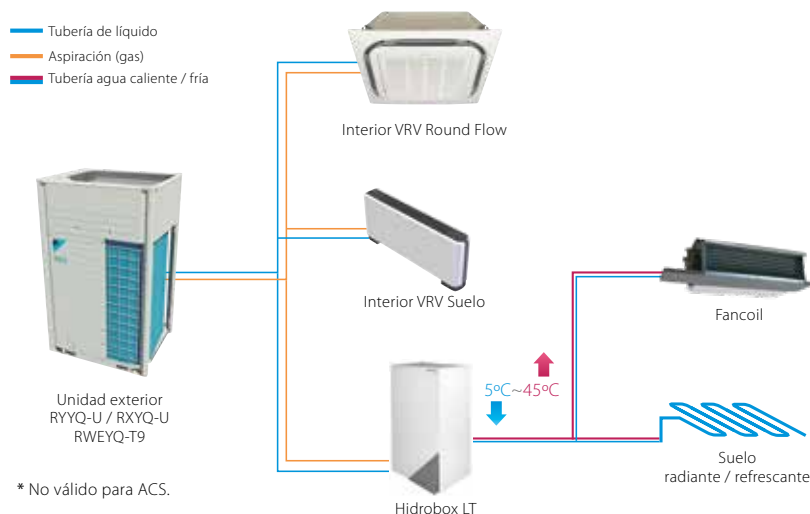 Tubería de líquido
Aspiración (gas)
Tubería agua caliente / fría
Interior VRV Round Flow
Interior VRV Suelo
Fancoil
5ºC~45ºC
Unidad exterior
RYYQ-U / RXYQ-U
RWEYQ-T9
Suelo
radiante / refrescante
* No válido para ACS.
Hidrobox LT